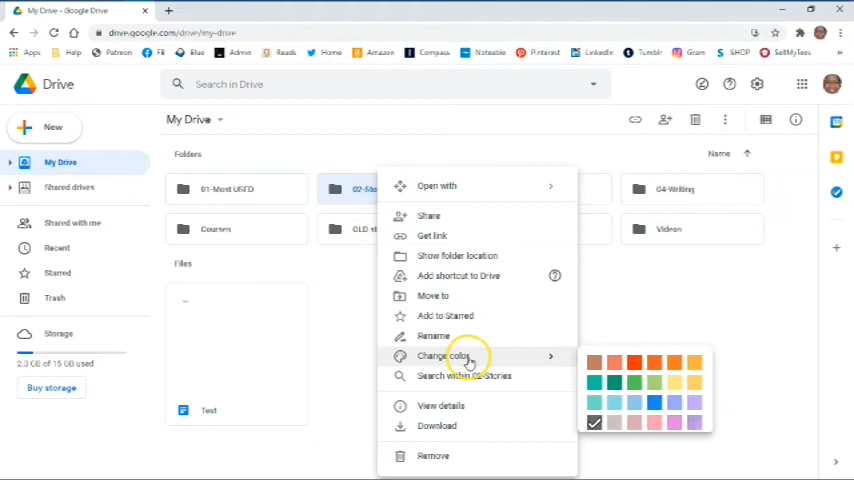 My Drive - Google Drive
drive.google.com/drive/my-drive
Apps Help Patreon FB Blue Admin Reads Home Amazon Compass Noteable Pinterest LinkedIn Tumblr Gram SHOP SellMyTees
Drive
Search in Drive
New
My Drive
Shared drives
Shared with me
Recent
Starred
Trash
Storage
2.3 GB of 15 GB used
Buy storage
My Drive
Folders
Name
01-Most USED
02-Sto
04-Writing
Courses
OLD st
Videos
Files
Test
Open with
Share
Get link
Show folder location
Add shortcut to Drive
Move to
Add to Starred
Rename
Change color
Search within 02-Stories
View details
Download
Remove